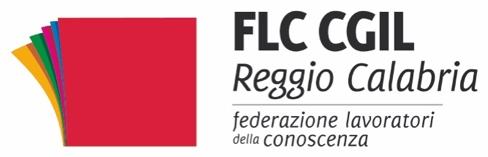 FLC CGIL
Reggio Calabria
federazione lavoratori
della conoscenza